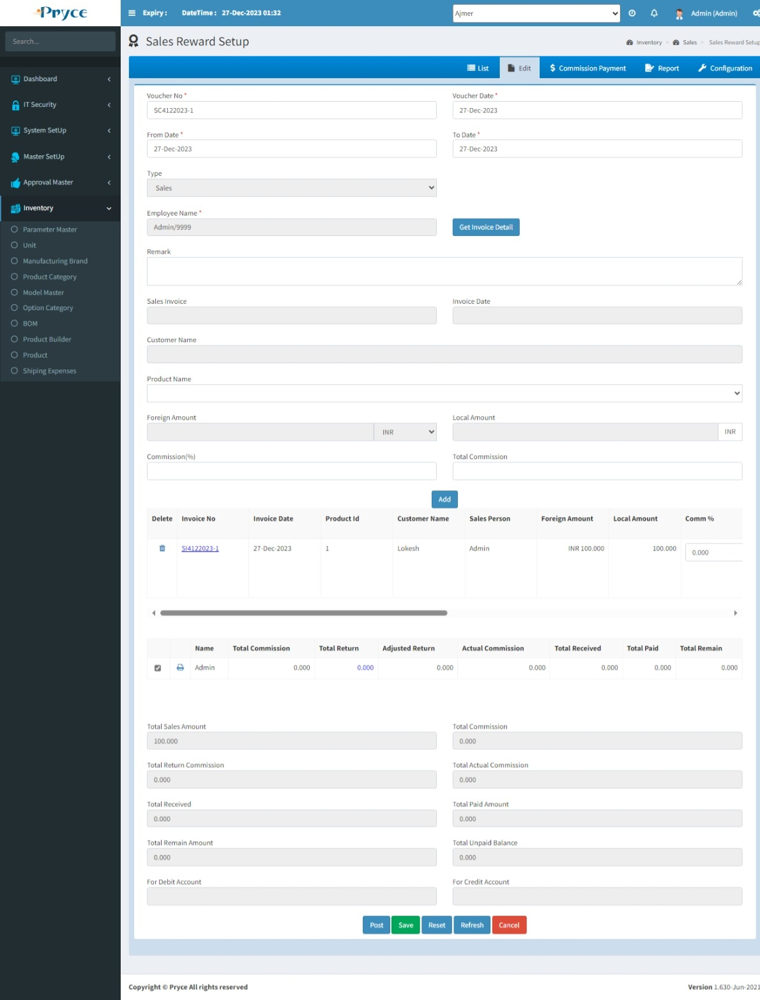 Pryce
Expiry : DateTime : 27-Dec-2023 01:32
Ajmer
Admin (Admin)
Search...
Sales Reward Setup
Inventory > Sales > Sales Reward Setup
List Edit $ Commission Payment Report Configuration
Dashboard
IT Security
System SetUp
Master SetUp
Approval Master
Inventory
Parameter Master
Unit
Manufacturing Brand
Product Category
Model Master
Option Category
BOM
Product Builder
Product
Shiping Expenses
Voucher No * Voucher Date *
SC4122023-1 27-Dec-2023
From Date * To Date *
27-Dec-2023 27-Dec-2023
Type
Sales
Employee Name *
Admin/9999 Get Invoice Detail
Remark
Sales Invoice Invoice Date
Customer Name
Product Name
Foreign Amount Local Amount
INR INR
Commission(%) Total Commission
Add
Delete Invoice No Invoice Date Product Id Customer Name Sales Person Foreign Amount Local Amount Comm %
SI4122023-1 27-Dec-2023 1 Lokesh Admin INR 100.000 100.000 0.000
Name Total Commission Total Return Adjusted Return Actual Commission Total Received Total Paid Total Remain
Admin 0.000 0.000 0.000 0.000 0.000 0.000 0.000
Total Sales Amount Total Commission
100.000 0.000
Total Return Commission Total Actual Commission
0.000 0.000
Total Received Total Paid Amount
0.000 0.000
Total Remain Amount Total Unpaid Balance
0.000 0.000
For Debit Account For Credit Account
Post Save Reset Refresh Cancel
Copyright © Pryce All rights reserved Version 1.630-Jun-2021